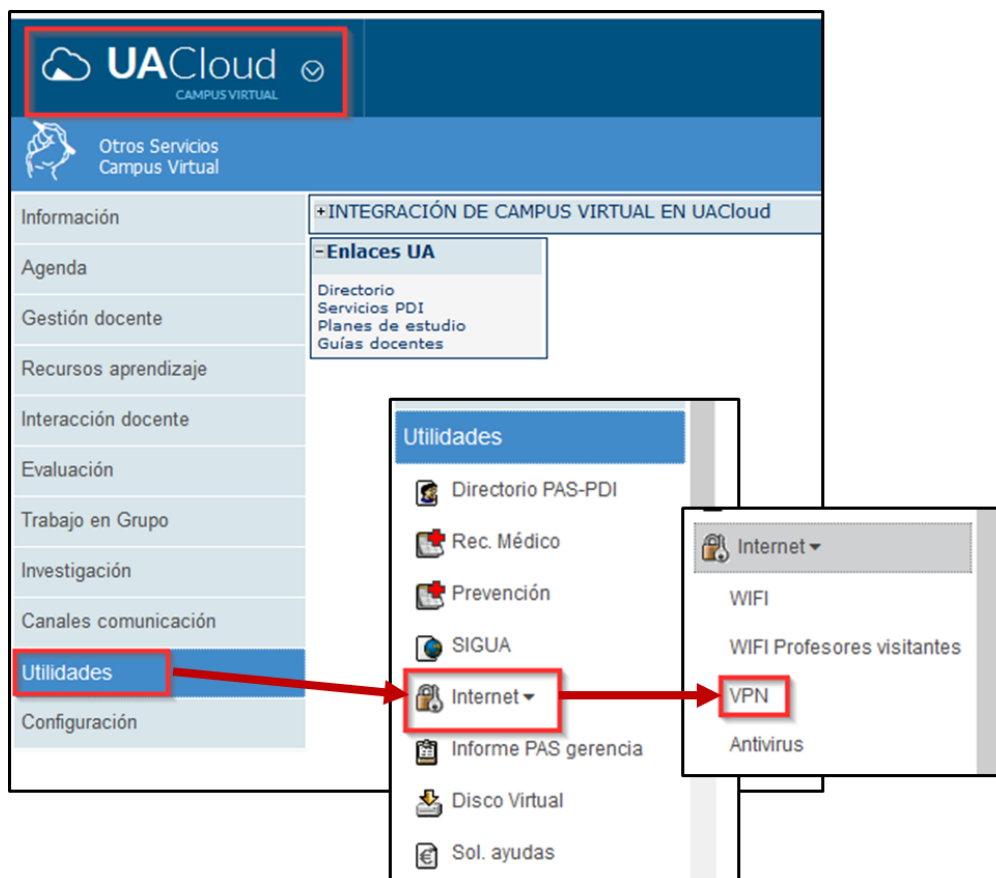 UACloud
CAMPUS VIRTUAL
Otros Servicios
Campus Virtual
Información
Agenda
Gestión docente
Recursos aprendizaje
Interacción docente
Evaluación
Trabajo en Grupo
Investigación
Canales comunicación
Utilidades
Configuración
INTEGRACIÓN DE CAMPUS VIRTUAL EN UACloud
Enlaces UA
Directorio
Servicios PDI
Planes de estudio
Guías docentes
Utilidades
Directorio PAS-PDI
Rec. Médico
Prevención
SIGUA
Internet
Informe PAS gerencia
Disco Virtual
Sol. ayudas
Internet
WIFI
WIFI Profesores visitantes
VPN
Antivirus